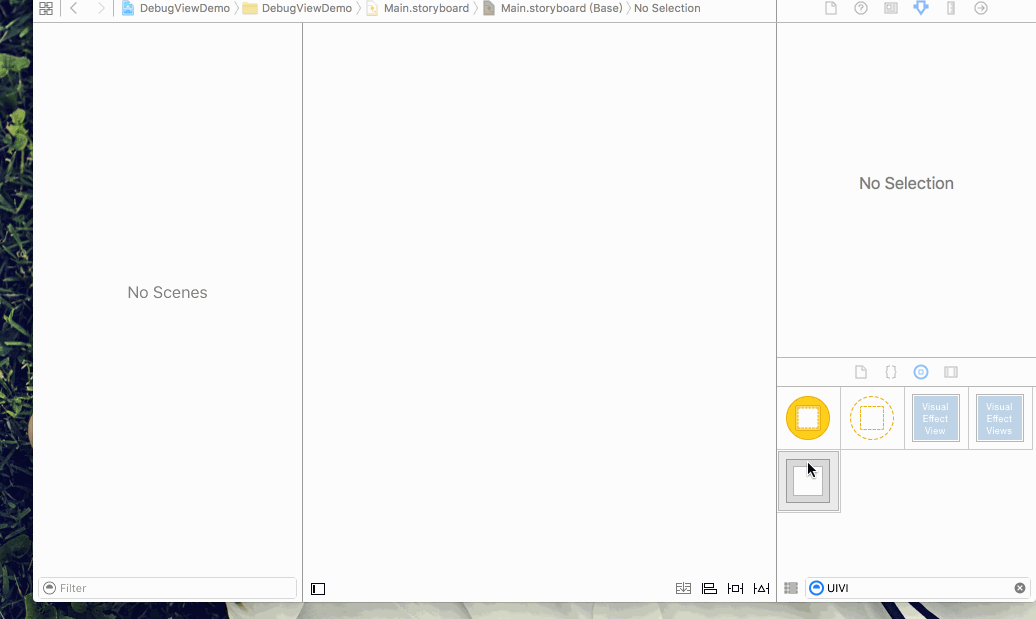 DebugViewDemo DebugViewDemo Main.storyboard Main.storyboard (Base) No Selection
No Selection
No Scenes
Visual Effect View
Visual Effect Views
Filter
UIVI